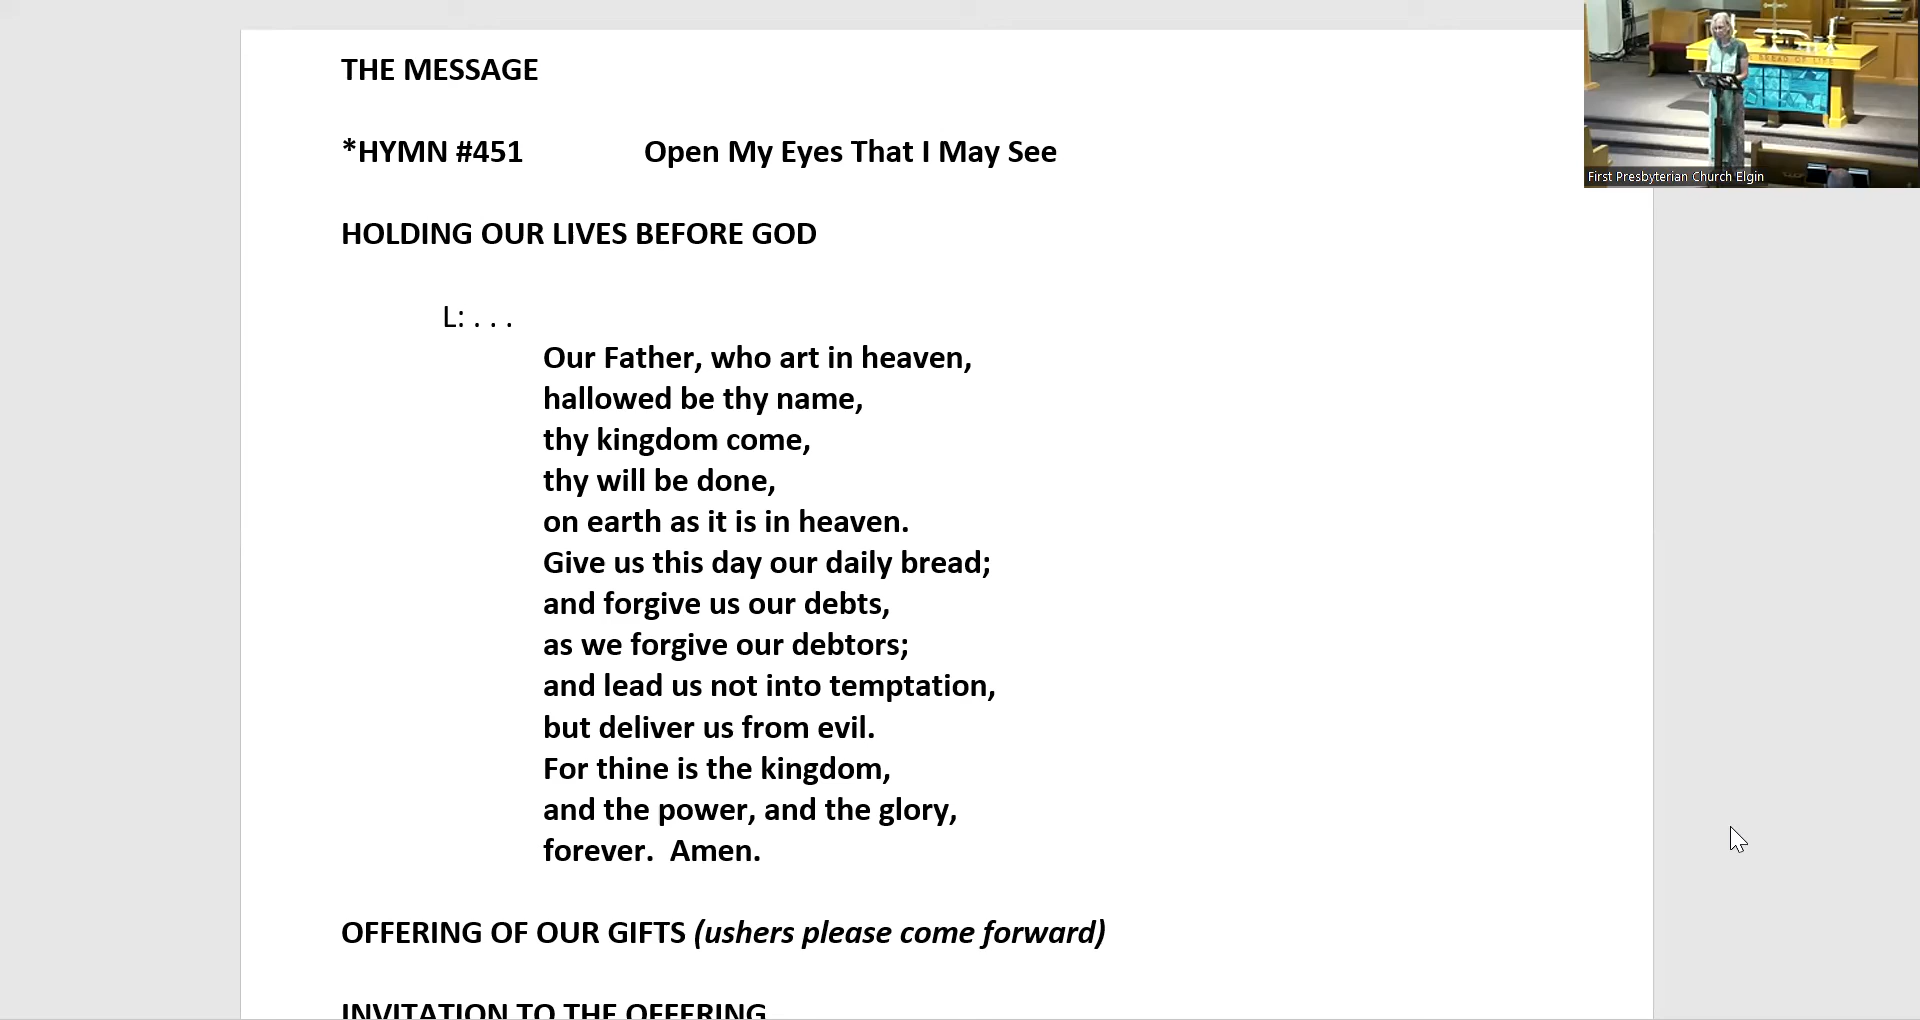 THE MESSAGE
*HYMN #451 Open My Eyes That I May See
HOLDING OUR LIVES BEFORE GOD
L: . . .
Our Father, who art in heaven,
hallowed be thy name,
thy kingdom come,
thy will be done,
on earth as it is in heaven.
Give us this day our daily bread;
and forgive us our debts,
as we forgive our debtors;
and lead us not into temptation,
but deliver us from evil.
For thine is the kingdom,
and the power, and the glory,
forever.  Amen.
OFFERING OF OUR GIFTS (ushers please come forward)
INVITATION TO THE OFFERING
BREAD OF LIFE
First Presbyterian Church Elgin